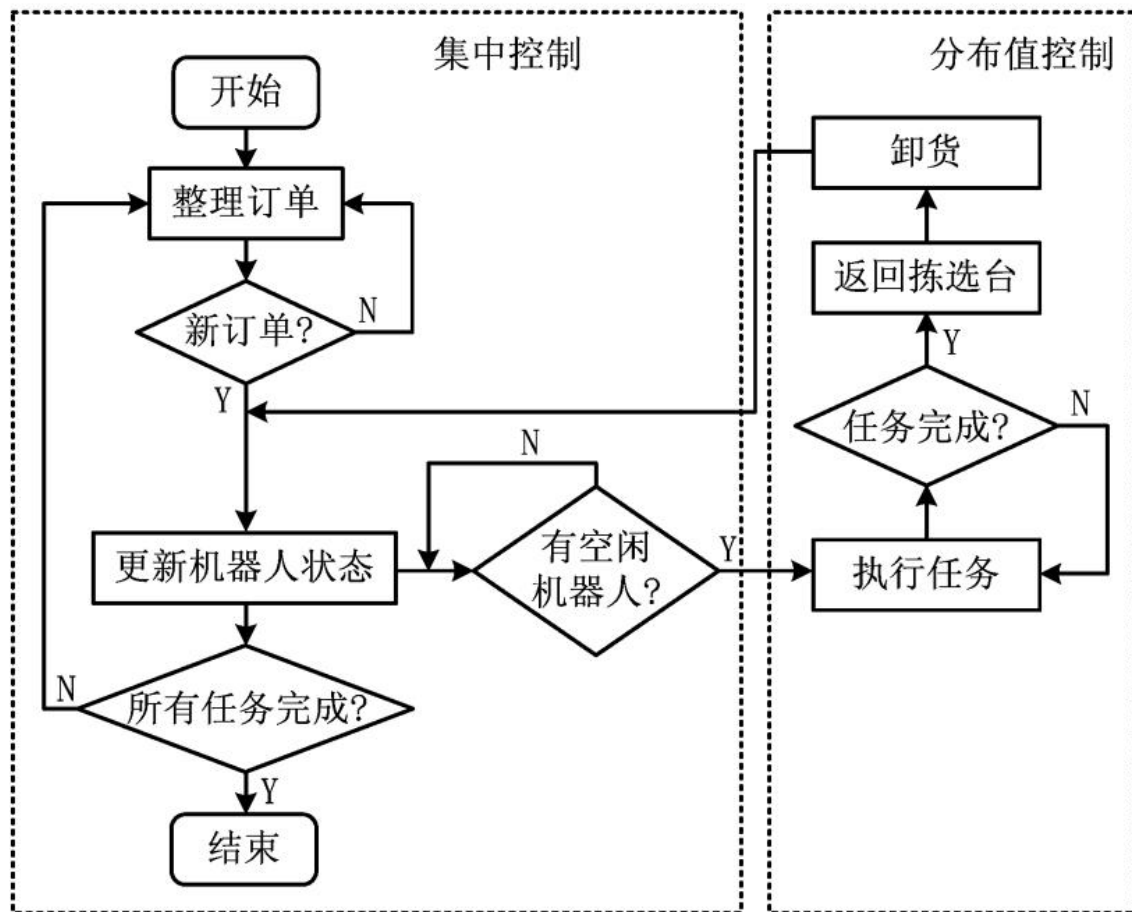 集中控制
开始
整理订单
新订单?
N
Y
更新机器人状态
N
有空闲
机器人?
Y
所有任务完成?
N
Y
结束
分布值控制
卸货
返回拣选台
Y
任务完成?
N
执行任务